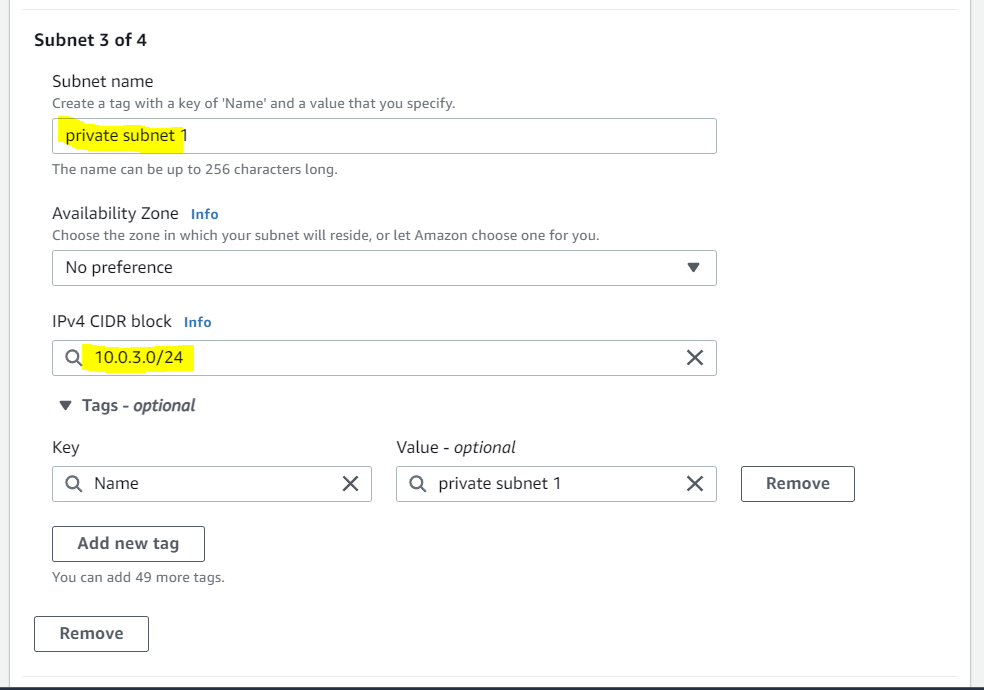 Subnet 3 of 4
Subnet name
Create a tag with a key of 'Name' and a value that you specify.
private subnet 1
The name can be up to 256 characters long.
Availability Zone Info
Choose the zone in which your subnet will reside, or let Amazon choose one for you.
No preference
IPv4 CIDR block Info
10.0.3.0/24
Tags - optional
Key Value - optional
Name private subnet 1 Remove
Add new tag
You can add 49 more tags.
Remove